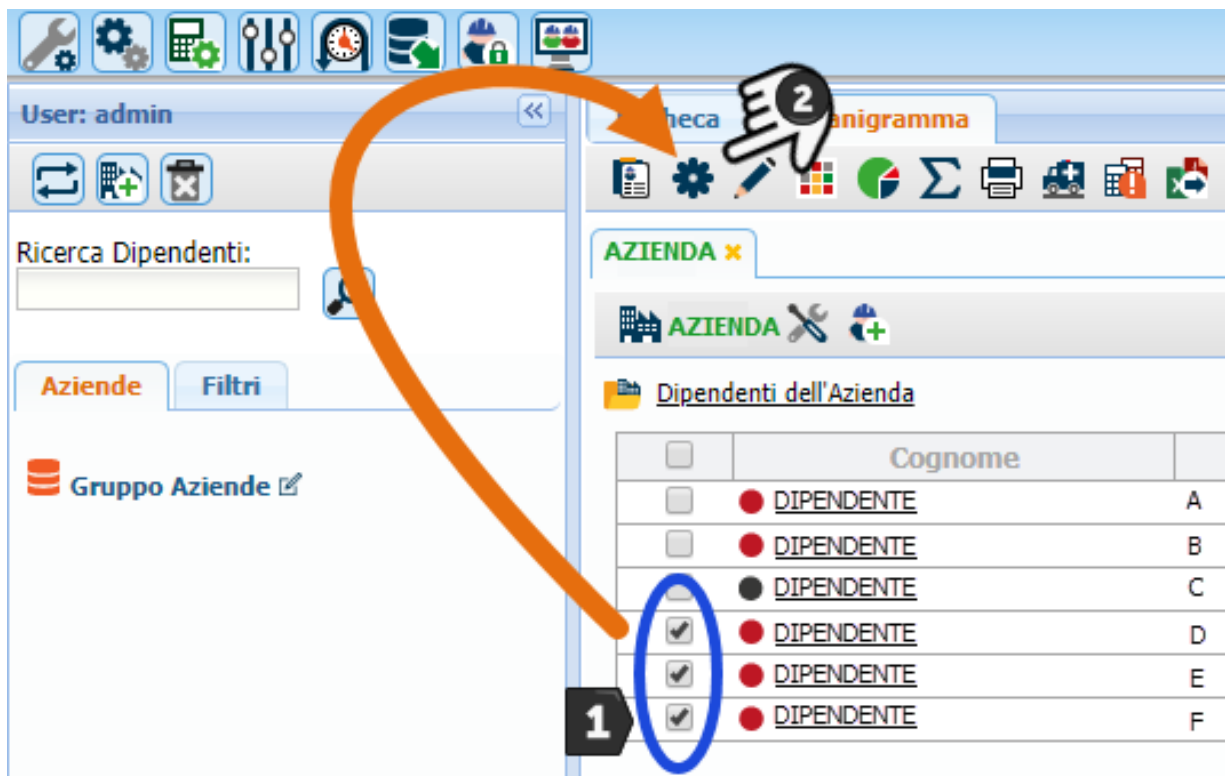 User: admin
Ricerca Dipendenti:
Aziende
Filtri
Gruppo Aziende
2
AZIENDA
AZIENDA
Dipendenti dell'Azienda
Cognome
DIPENDENTE A
DIPENDENTE B
DIPENDENTE C
DIPENDENTE D
DIPENDENTE E
DIPENDENTE F
1